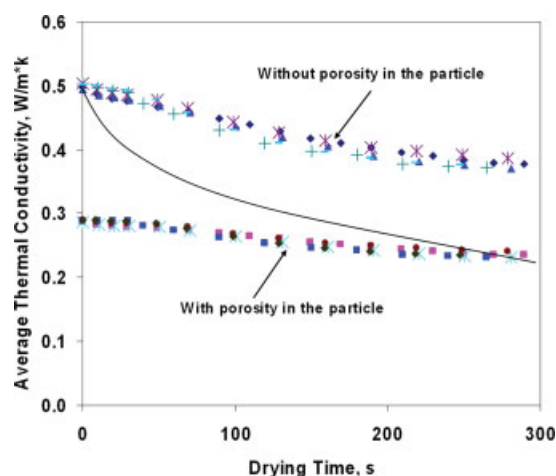 0.6
0.5
0.4
0.3
0.2
0.1
0.0
Average Thermal Conductivity, W/m*k
Without porosity in the particle
With porosity in the particle
0
100
200
300
Drying Time, s